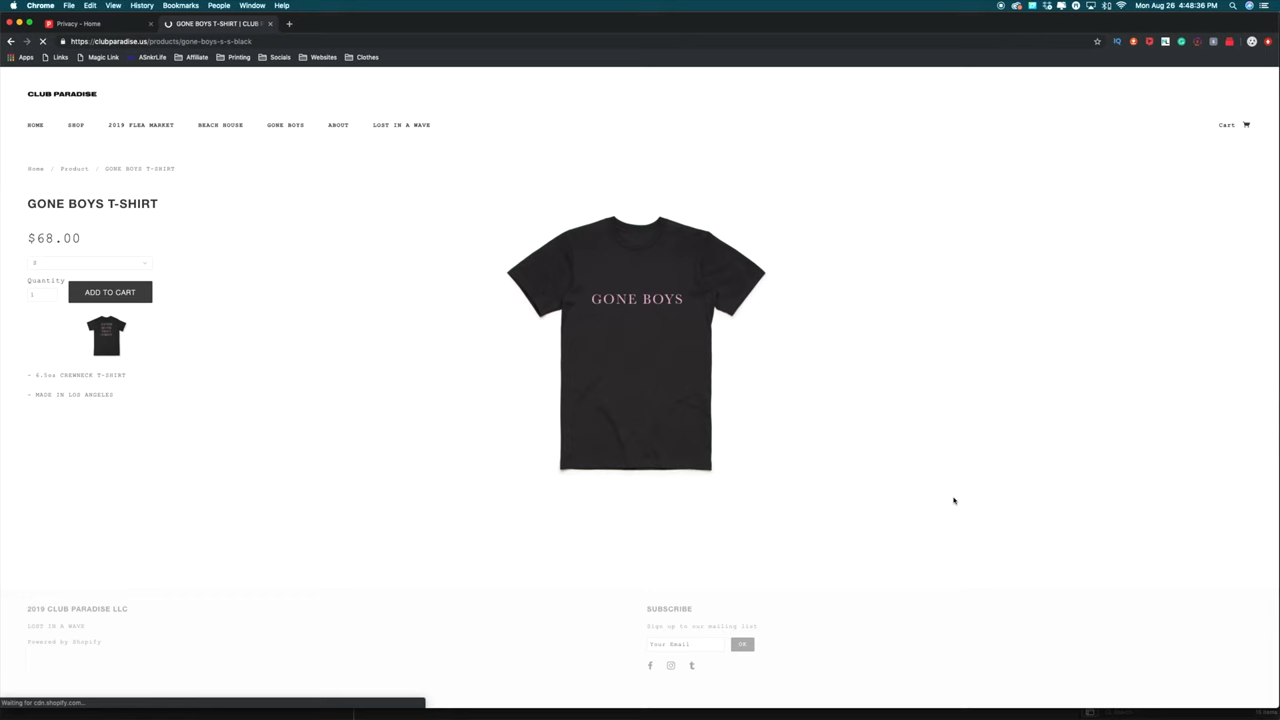 Chrome File Edit View History Bookmarks People Window Help Mon Aug 26 4:48:36 PM
Privacy - Home GONE BOYS T-SHIRT | CLUB P
https://clubparadise.us/products/gone-boys-s-s-black
Apps Links Magic Link ASnkrLife Affiliate Printing Socials Websites Clothes
CLUB PARADISE
HOME SHOP 2019 FLEA MARKET BEACH HOUSE GONE BOYS ABOUT LOST IN A WAVE Cart
Home / Product / GONE BOYS T-SHIRT
GONE BOYS T-SHIRT
$68.00
S
Quantity
1 ADD TO CART
- 6.5oz CREWNECK T-SHIRT
- MADE IN LOS ANGELES
GONE BOYS
2019 CLUB PARADISE LLC
LOST IN A WAVE
Powered by Shopify
SUBSCRIBE
Sign up to our mailing list
Your Email OK
Waiting for cdn.shopify.com...